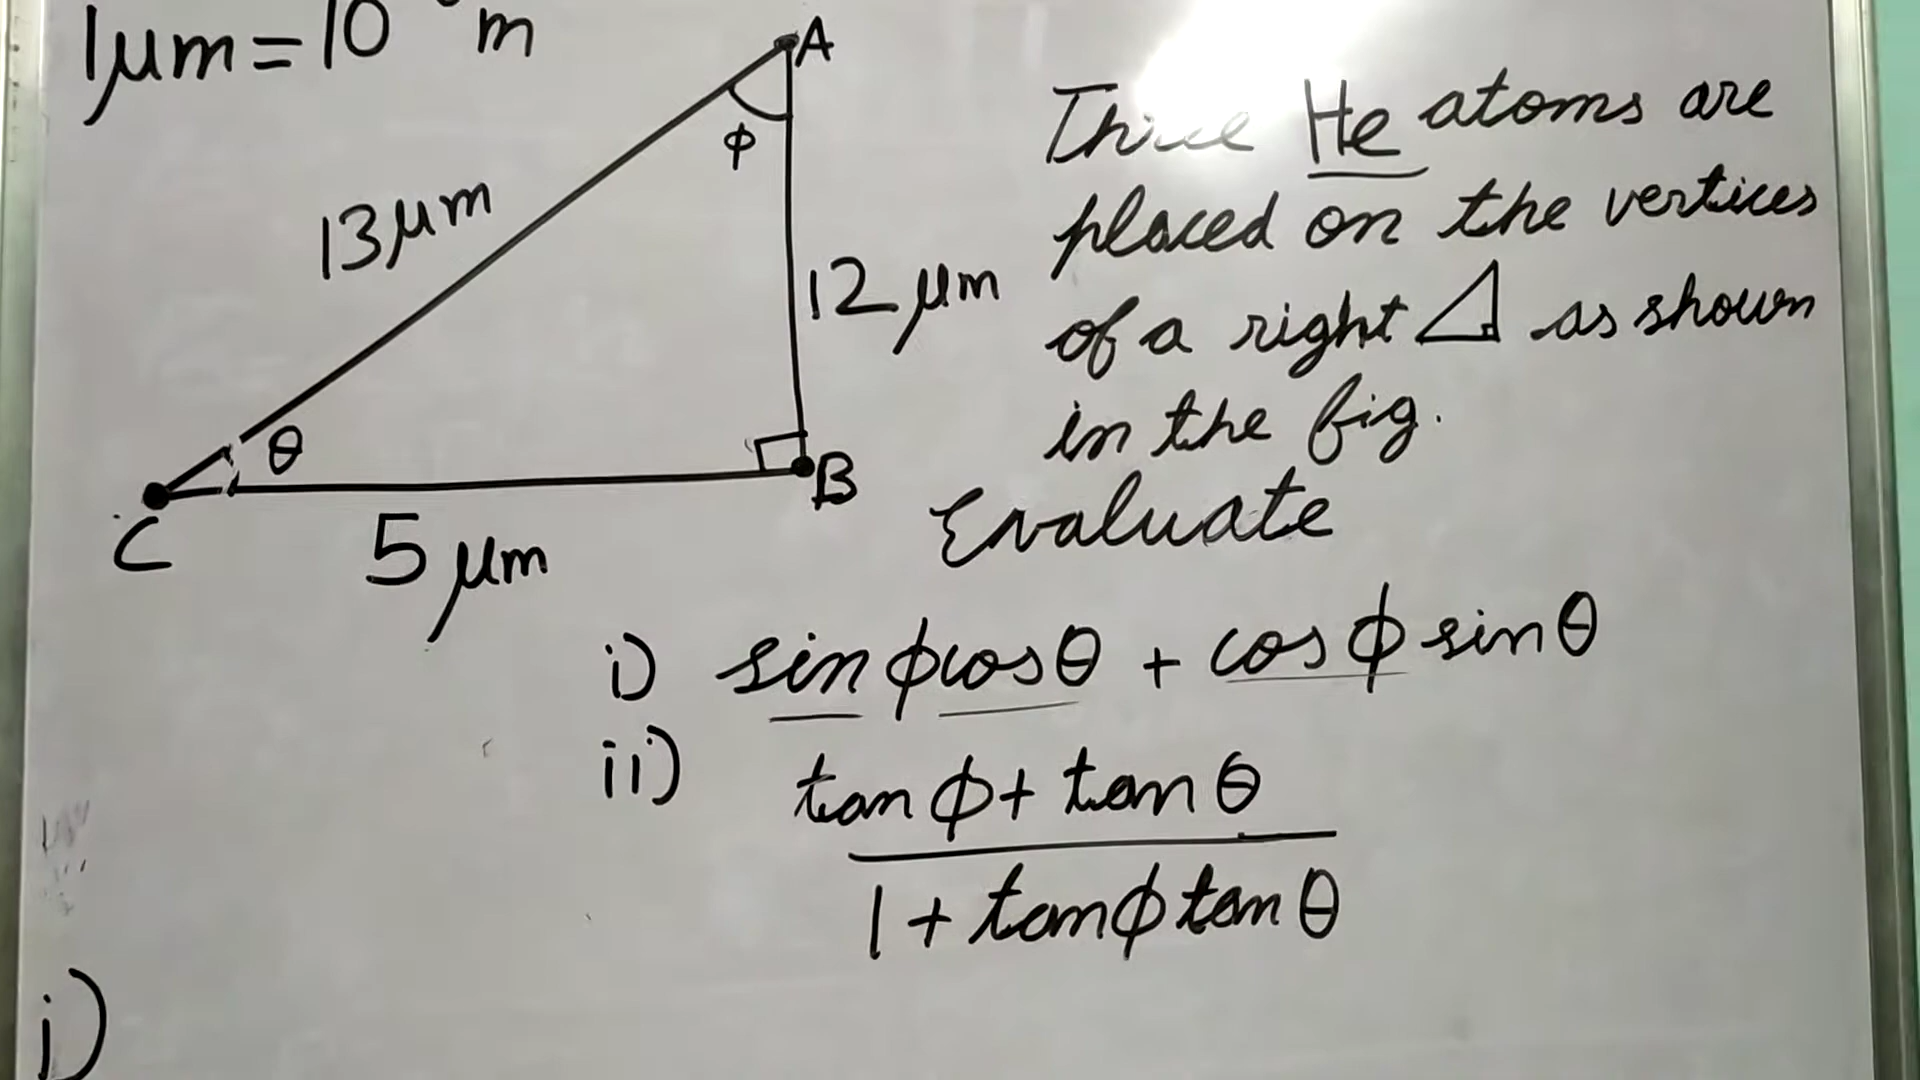 1μm=10 m
A
ϕ
13μm
12μm
θ
B
C
5μm
Three He atoms are
placed on the vertices
of a right △ as shown
in the fig.
Evaluate
i) sinϕcosθ + cosϕ sinθ
ii) tanϕ + tanθ
1 + tanϕ tanθ
i)